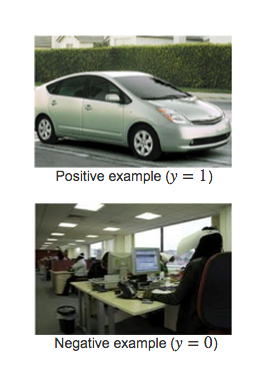 Positive example (y = 1)
Negative example (y = 0)